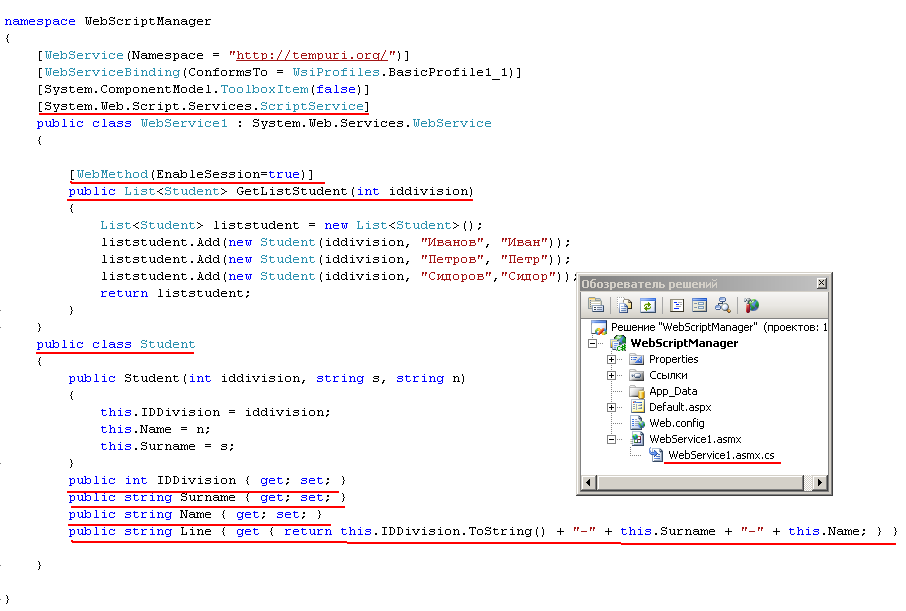 namespace WebScriptManager
{
[WebService(Namespace = "http://tempuri.org/")]
[WebServiceBinding(ConformsTo = WsiProfiles.BasicProfile1_1)]
[System.ComponentModel.ToolboxItem(false)]
[System.Web.Script.Services.ScriptService]
public class WebService1 : System.Web.Services.WebService
{
[WebMethod(EnableSession=true)]
public List<Student> GetListStudent(int iddivision)
{
List<Student> liststudent = new List<Student>();
liststudent.Add(new Student(iddivision, "Иванов", "Иван"));
liststudent.Add(new Student(iddivision, "Петров", "Петр"));
liststudent.Add(new Student(iddivision, "Сидоров","Сидор"));
return liststudent;
}
}
public class Student
{
public Student(int iddivision, string s, string n)
{
this.IDDivision = iddivision;
this.Name = n;
this.Surname = s;
}
public int IDDivision { get; set; }
public string Surname { get; set; }
public string Name { get; set; }
public string Line { get { return this.IDDivision.ToString() + "-" + this.Surname + "-" + this.Name; } }
}
}
Обозреватель решений
Решение "WebScriptManager" (проектов: 1
WebScriptManager
Properties
Ссылки
App_Data
Default.aspx
Web.config
WebService1.asmx
WebService1.asmx.cs